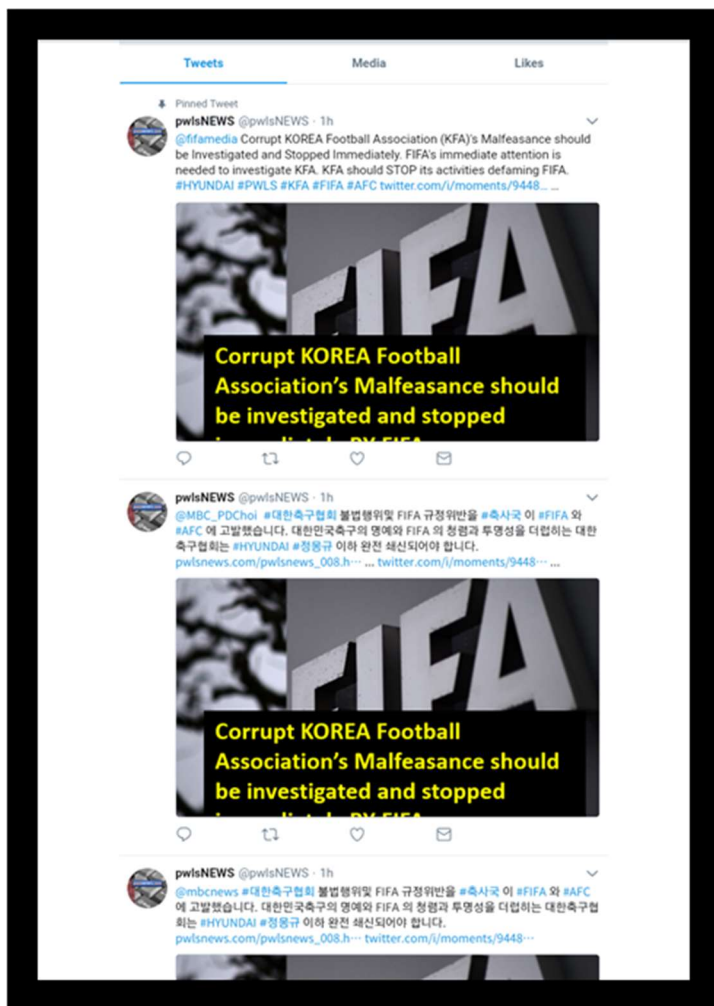 Tweets Media Likes
Pinned Tweet
pwlsNEWS @pwlsNEWS · 1h
@fifamedia Corrupt KOREA Football Association (KFA)'s Malfeasance should
be Investigated and Stopped Immediately. FIFA's immediate attention is
needed to investigate KFA. KFA should STOP its activities defaming FIFA.
#HYUNDAI #PWLS #KFA #FIFA #AFC twitter.com/i/moments/9448… ...
FIFA
Corrupt KOREA Football
Association's Malfeasance should
be investigated and stopped
immediately BY FIFA
pwlsNEWS @pwlsNEWS · 1h
@MBC_PDChoi #대한축구협회 불법행위및 FIFA 규정위반을 #축사국 이 #FIFA 와
#AFC 에 고발했습니다. 대한민국축구의 명예와 FIFA 의 청렴과 투명성을 더럽히는 대한
축구협회는 #HYUNDAI #정몽규 이하 완전 쇄신되어야 합니다.
pwlsnews.com/pwlsnews_008.h… ... twitter.com/i/moments/9448… ...
FIFA
Corrupt KOREA Football
Association's Malfeasance should
be investigated and stopped
immediately BY FIFA
pwlsNEWS @pwlsNEWS · 1h
@mbcnews #대한축구협회 불법행위및 FIFA 규정위반을 #축사국 이 #FIFA 와 #AFC
에 고발했습니다. 대한민국축구의 명예와 FIFA 의 청렴과 투명성을 더럽히는 대한축구협
회는 #HYUNDAI #정몽규 이하 완전 쇄신되어야 합니다.
pwlsnews.com/pwlsnews_008.h… twitter.com/i/moments/9448…